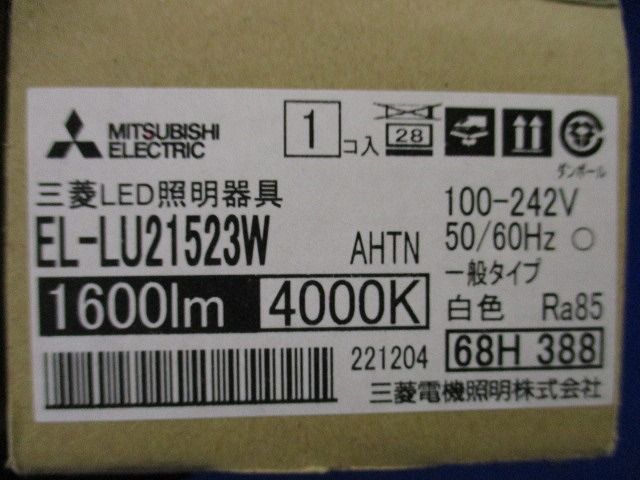 MITSUBISHI
ELECTRIC
1 コ入
28
ダンボール
三菱LED照明器具
EL-LU21523W AHTN
1600lm 4000K
100-242V
50/60Hz
一般タイプ
白色 Ra85
221204
68H 388
三菱電機照明株式会社